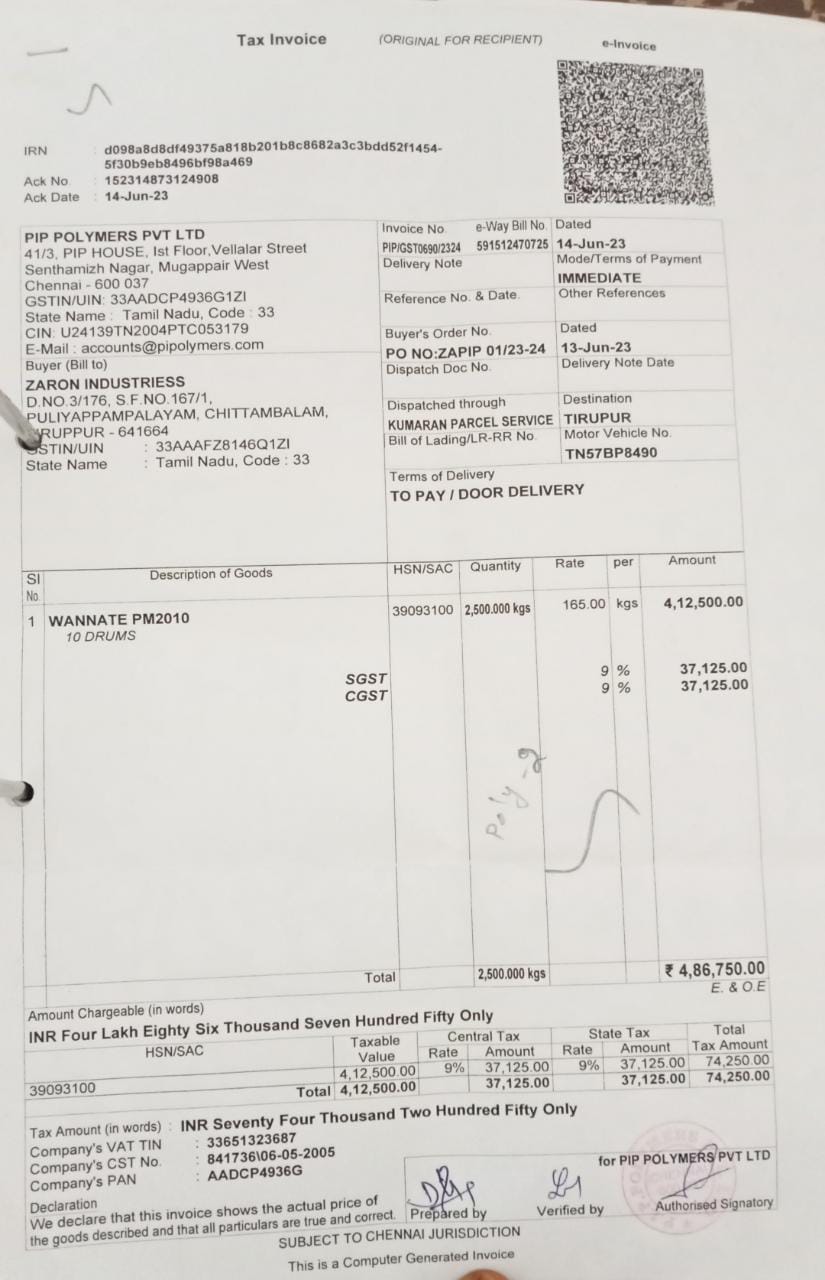 Tax Invoice (ORIGINAL FOR RECIPIENT) e-Invoice
IRN : d098a8d8df49375a818b201b8c8682a3c3bdd52f1454-
5f30b9eb8496bf98a469
Ack No. : 152314873124908
Ack Date : 14-Jun-23
PIP POLYMERS PVT LTD
41/3, PIP HOUSE, Ist Floor,Vellalar Street
Senthamizh Nagar, Mugappair West
Chennai - 600 037
GSTIN/UIN: 33AADCP4936G1ZI
State Name : Tamil Nadu, Code : 33
CIN: U24139TN2004PTC053179
E-Mail : accounts@pipolymers.com
Buyer (Bill to)
ZARON INDUSTRIESS
D.NO.3/176, S.F.NO.167/1,
PULIYAPPAMPALAYAM, CHITTAMBALAM,
RUPPUR - 641664
GSTIN/UIN : 33AAAFZ8146Q1ZI
State Name : Tamil Nadu, Code : 33
Invoice No. e-Way Bill No. Dated
PIP/GST0690/2324 591512470725 14-Jun-23
Delivery Note Mode/Terms of Payment
IMMEDIATE
Reference No. & Date. Other References
Buyer's Order No. Dated
PO NO:ZAPIP 01/23-24 13-Jun-23
Dispatch Doc No. Delivery Note Date
Dispatched through Destination
KUMARAN PARCEL SERVICE TIRUPUR
Bill of Lading/LR-RR No. Motor Vehicle No.
TN57BP8490
Terms of Delivery
TO PAY / DOOR DELIVERY
Sl No. Description of Goods HSN/SAC Quantity Rate per Amount
1 WANNATE PM2010 39093100 2,500.000 kgs 165.00 kgs 4,12,500.00
10 DRUMS
SGST 9 % 37,125.00
CGST 9 % 37,125.00
Poly-2
Total 2,500.000 kgs ₹ 4,86,750.00
E. & O.E
Amount Chargeable (in words)
INR Four Lakh Eighty Six Thousand Seven Hundred Fifty Only
HSN/SAC Taxable Value Central Tax State Tax Total Tax Amount
Rate Amount Rate Amount
39093100 4,12,500.00 9% 37,125.00 9% 37,125.00 74,250.00
Total 4,12,500.00 37,125.00 37,125.00 74,250.00
Tax Amount (in words) : INR Seventy Four Thousand Two Hundred Fifty Only
Company's VAT TIN : 33651323687
Company's CST No. : 841736\06-05-2005
Company's PAN : AADCP4936G
Declaration
We declare that this invoice shows the actual price of
the goods described and that all particulars are true and correct.
for PIP POLYMERS PVT LTD
Prepared by Verified by Authorised Signatory
SUBJECT TO CHENNAI JURISDICTION
This is a Computer Generated Invoice